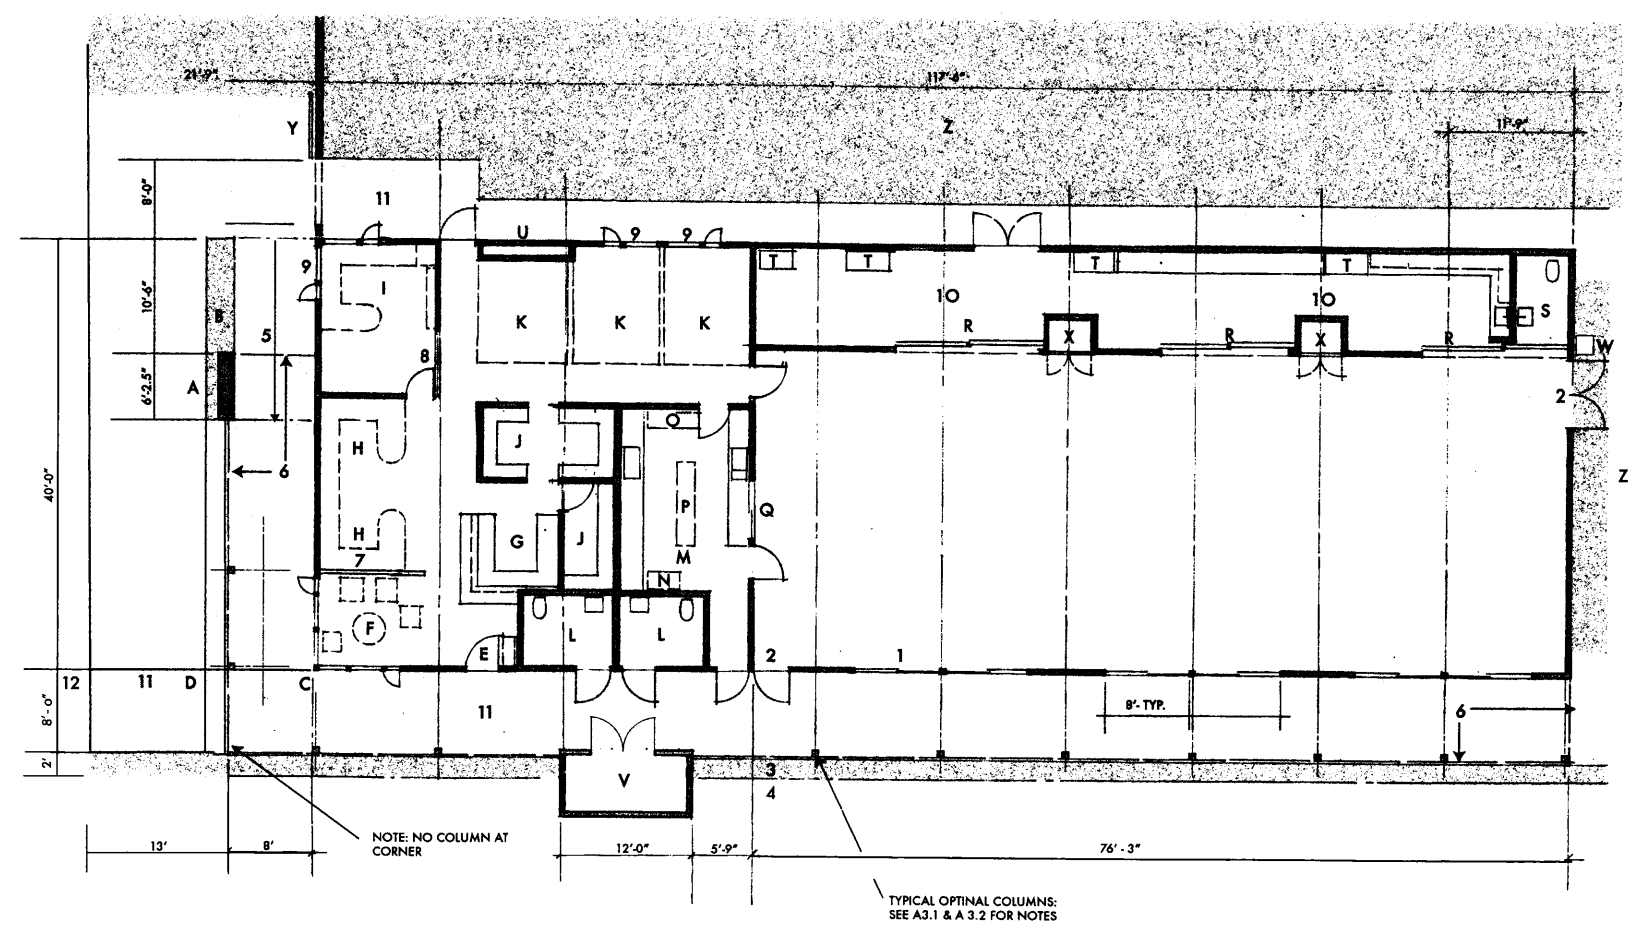 21'-9"
117'-6"
Y
Z
11'-9"
8'-0"
11
U
9
9
9
T
T
T
T
I
10
10
S
10'-6"
B
5
K
K
K
R
X
R
X
R
W
8
A
6'-2.5"
2
O
J
H
6
40'-0"
Z
P
Q
H
G
J
7
M
N
F
L
L
E
2
1
12
11
D
C
11
8'-0"
8'- TYP.
6
2'
V
3
4
NOTE: NO COLUMN AT
CORNER
13'
8'
12'-0"
5'-9"
76' - 3"
TYPICAL OPTINAL COLUMNS:
SEE A3.1 & A 3.2 FOR NOTES